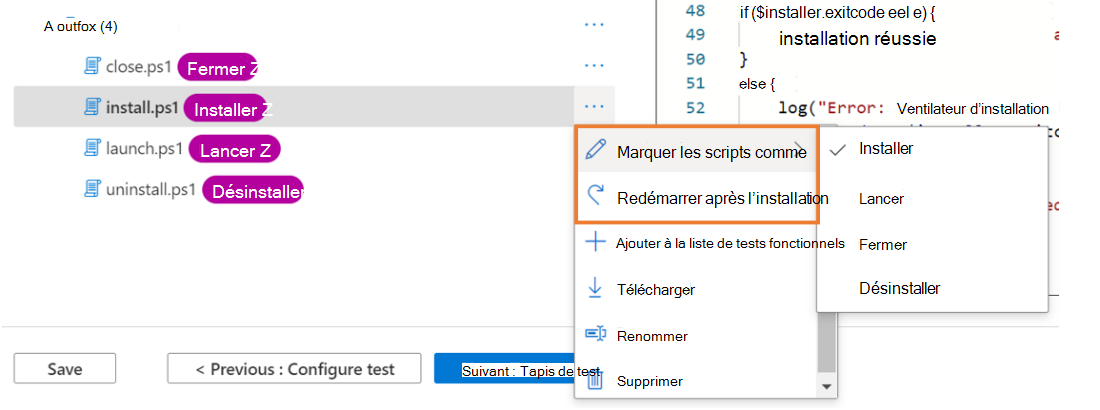 A outfox (4)
close.ps1 Fermer Z
install.ps1 Installer Z
launch.ps1 Lancer Z
uninstall.ps1 Désinstaller
48 if ($installer.exitcode eel e) {
49 installation réussie a
50 }
51 else {
52 log("Error: Ventilateur d'installation
Marquer les scripts comme
Redémarrer après l'installation
Ajouter à la liste de tests fonctionnels
Télécharger
Renommer
Supprimer
Installer
Lancer
Fermer
Désinstaller
Save
< Previous : Configure test
Suivant : Tapis de test